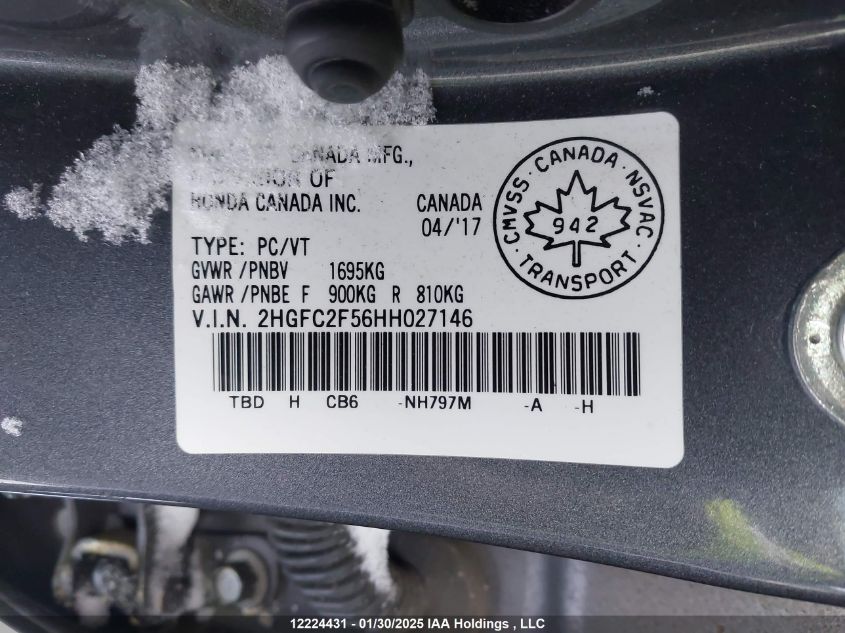 CANADA MFG.,
OF
HONDA CANADA INC. CANADA
04/'17
TYPE: PC/VT
GVWR /PNBV 1695KG
GAWR /PNBE F 900KG R 810KG
V.I.N. 2HGFC2F56HH027146
TBD H CB6 -NH797M -A -H
CMVSS · CANADA · NSVAC
942
· TRANSPORT ·
12224431 - 01/30/2025 IAA Holdings , LLC